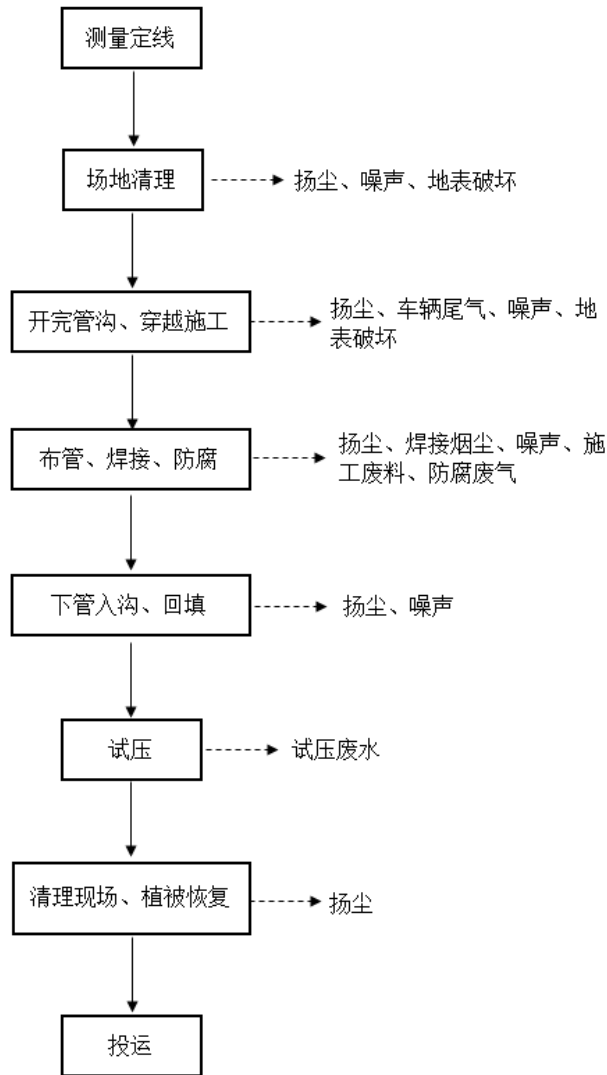 测量定线
场地清理
扬尘、噪声、地表破坏
开完管沟、穿越施工
扬尘、车辆尾气、噪声、地
表破坏
布管、焊接、防腐
扬尘、焊接烟尘、噪声、施
工废料、防腐废气
下管入沟、回填
扬尘、噪声
试压
试压废水
清理现场、植被恢复
扬尘
投运